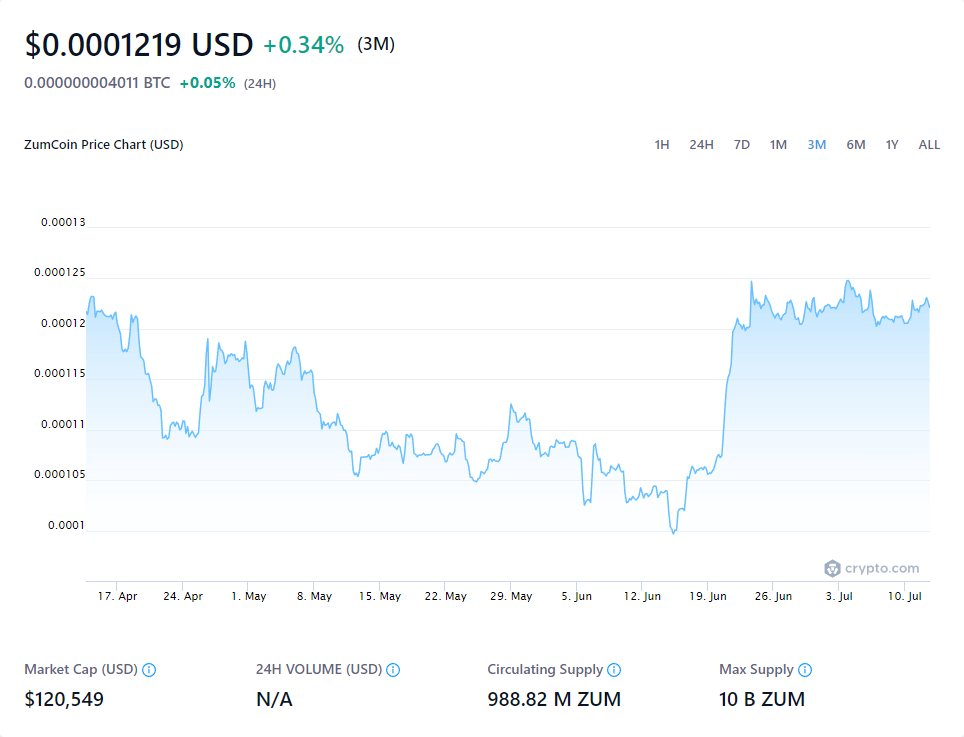 $0.0001219 USD +0.34% (3M)
0.000000004011 BTC +0.05% (24H)
ZumCoin Price Chart (USD)
1H 24H 7D 1M 3M 6M 1Y ALL
0.00013
0.000125
0.00012
0.000115
0.00011
0.000105
0.0001
crypto.com
17. Apr 24. Apr 1. May 8. May 15. May 22. May 29. May 5. Jun 12. Jun 19. Jun 26. Jun 3. Jul 10. Jul
Market Cap (USD) 24H VOLUME (USD) Circulating Supply Max Supply
$120,549 N/A 988.82 M ZUM 10 B ZUM